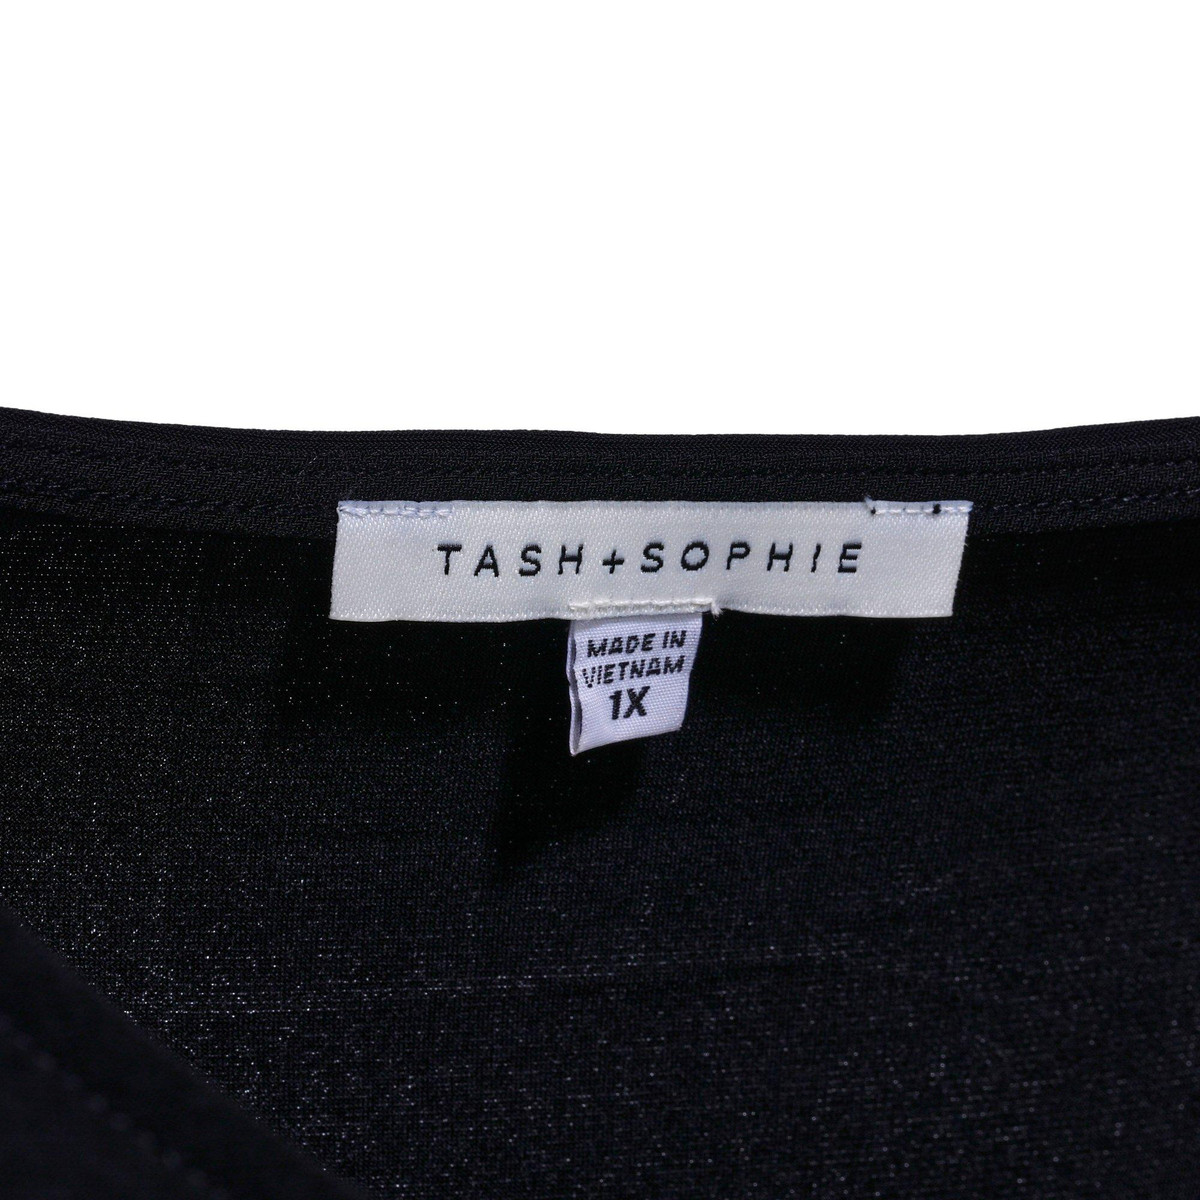 TASH + SOPHIE
MADE IN
VIETNAM
1X